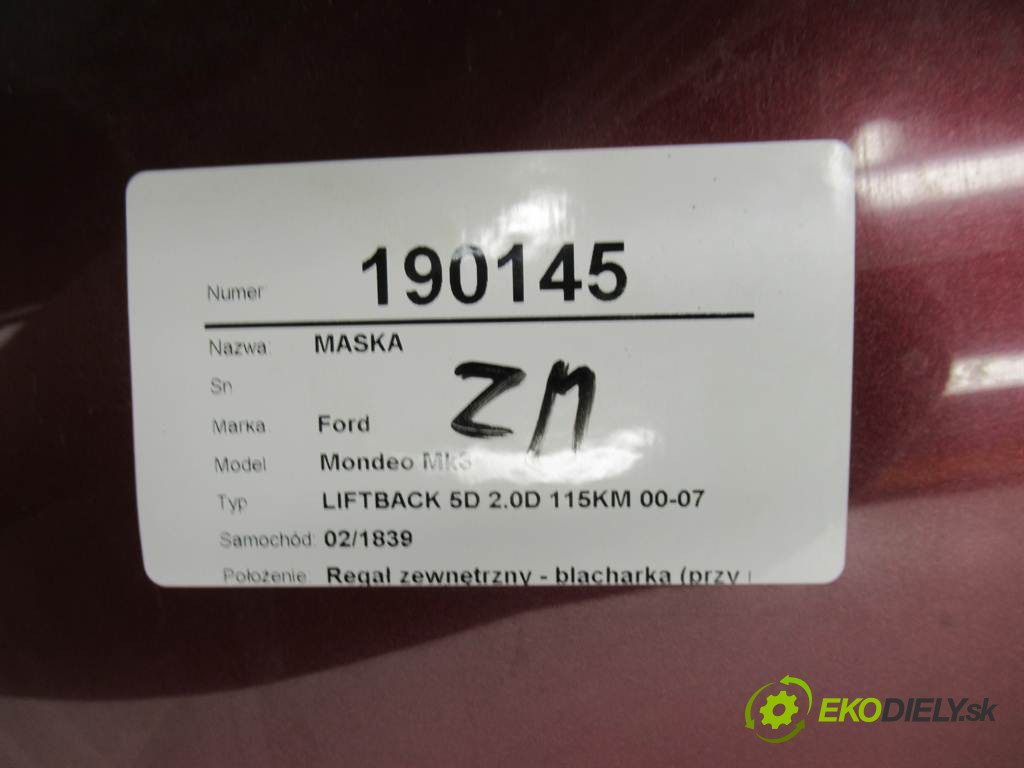 Numer 190145
Nazwa: MASKA
ZM
Sn
Marka Ford
Model Mondeo Mk3
Typ LIFTBACK 5D 2.0D 115KM 00-07
Samochód: 02/1839
Położenie: Regał zewnętrzny - blacharka (przy
EKODIELY.sk